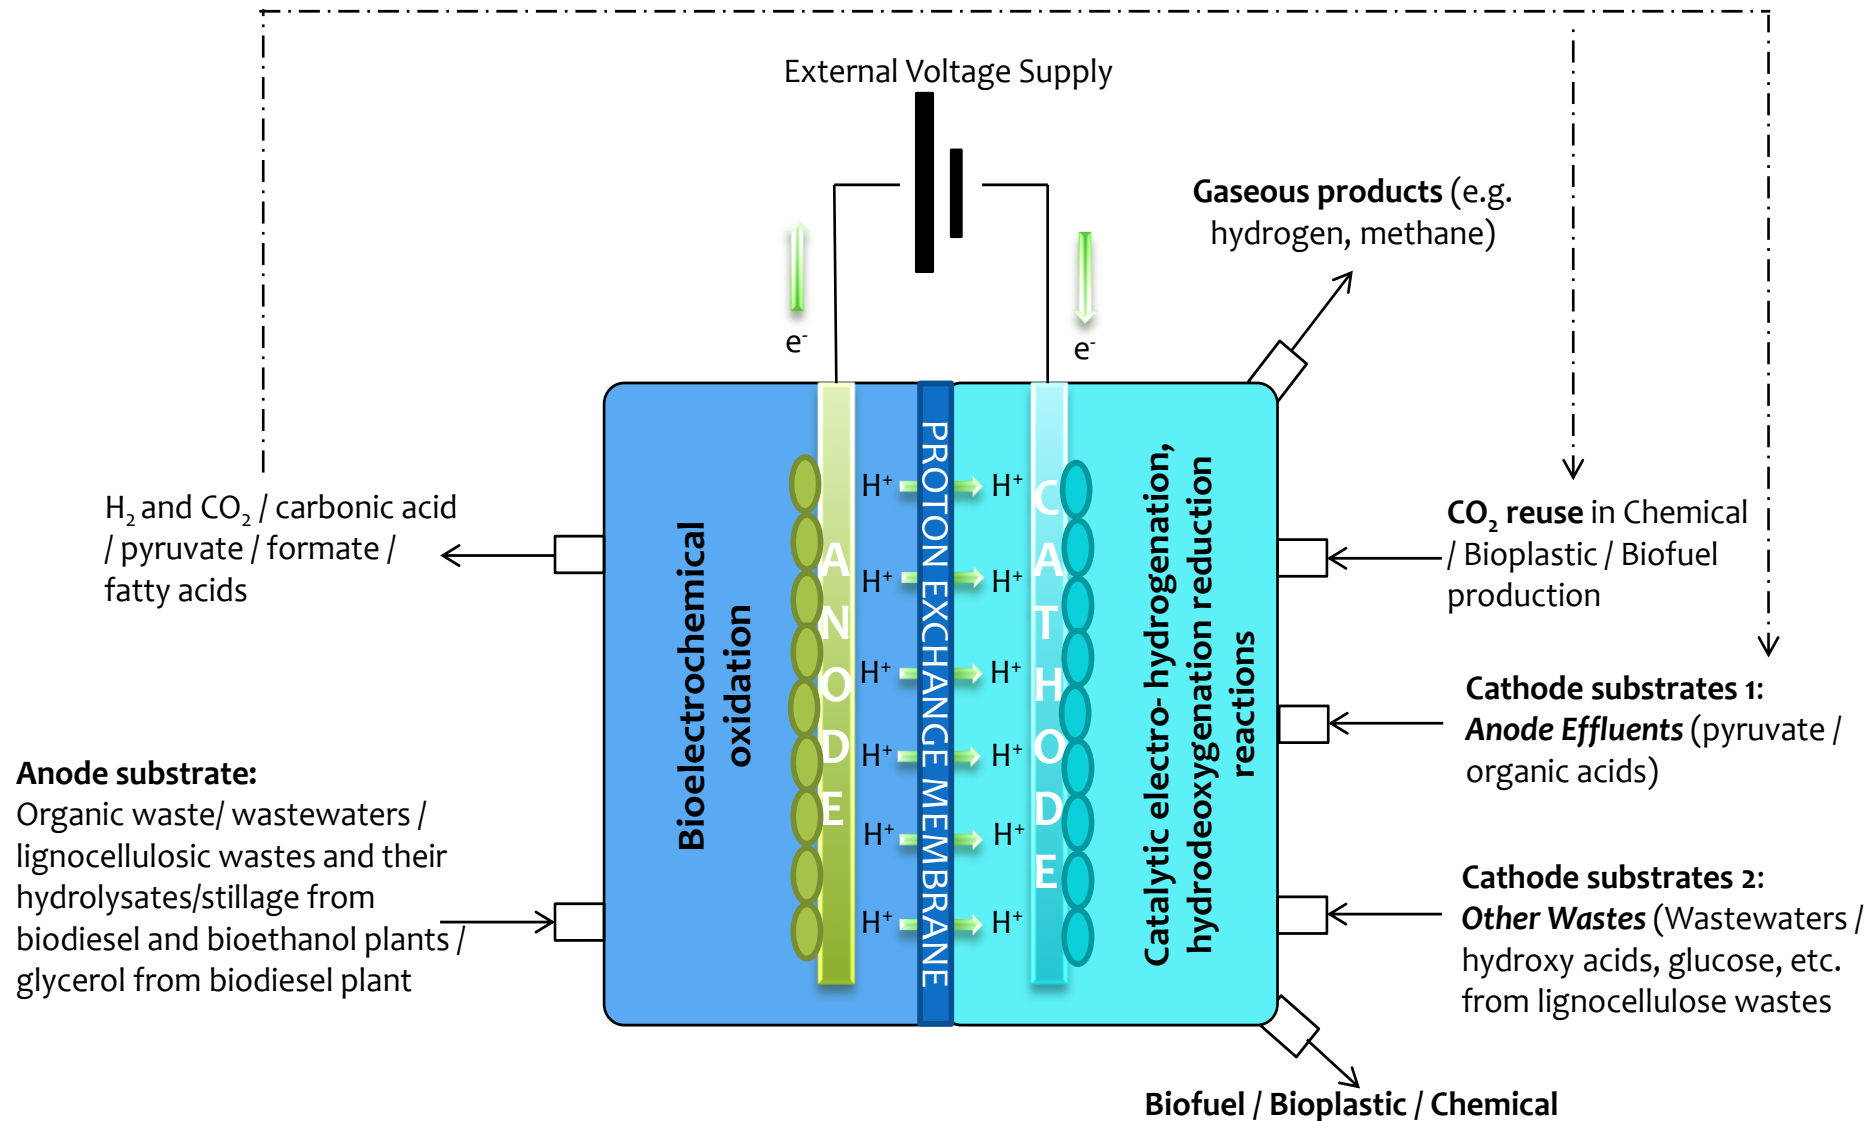 External Voltage Supply
Gaseous products (e.g.
hydrogen, methane)
e-
e-
H₂ and CO₂ / carbonic acid
/ pyruvate / formate /
fatty acids
Anode substrate:
Organic waste/ wastewaters /
lignocellulosic wastes and their
hydrolysates/stillage from
biodiesel and bioethanol plants /
glycerol from biodiesel plant
Bioelectrochemical
oxidation
ANODE
H⁺
H⁺
H⁺
H⁺
H⁺
H⁺
PROTON EXCHANGE MEMBRANE
H⁺
H⁺
H⁺
H⁺
H⁺
H⁺
CATHODE
Catalytic electro- hydrogenation,
hydrodeoxygenation reduction
reactions
CO₂ reuse in Chemical
/ Bioplastic / Biofuel
production
Cathode substrates 1:
Anode Effluents (pyruvate /
organic acids)
Cathode substrates 2:
Other Wastes (Wastewaters /
hydroxy acids, glucose, etc.
from lignocellulose wastes
Biofuel / Bioplastic / Chemical